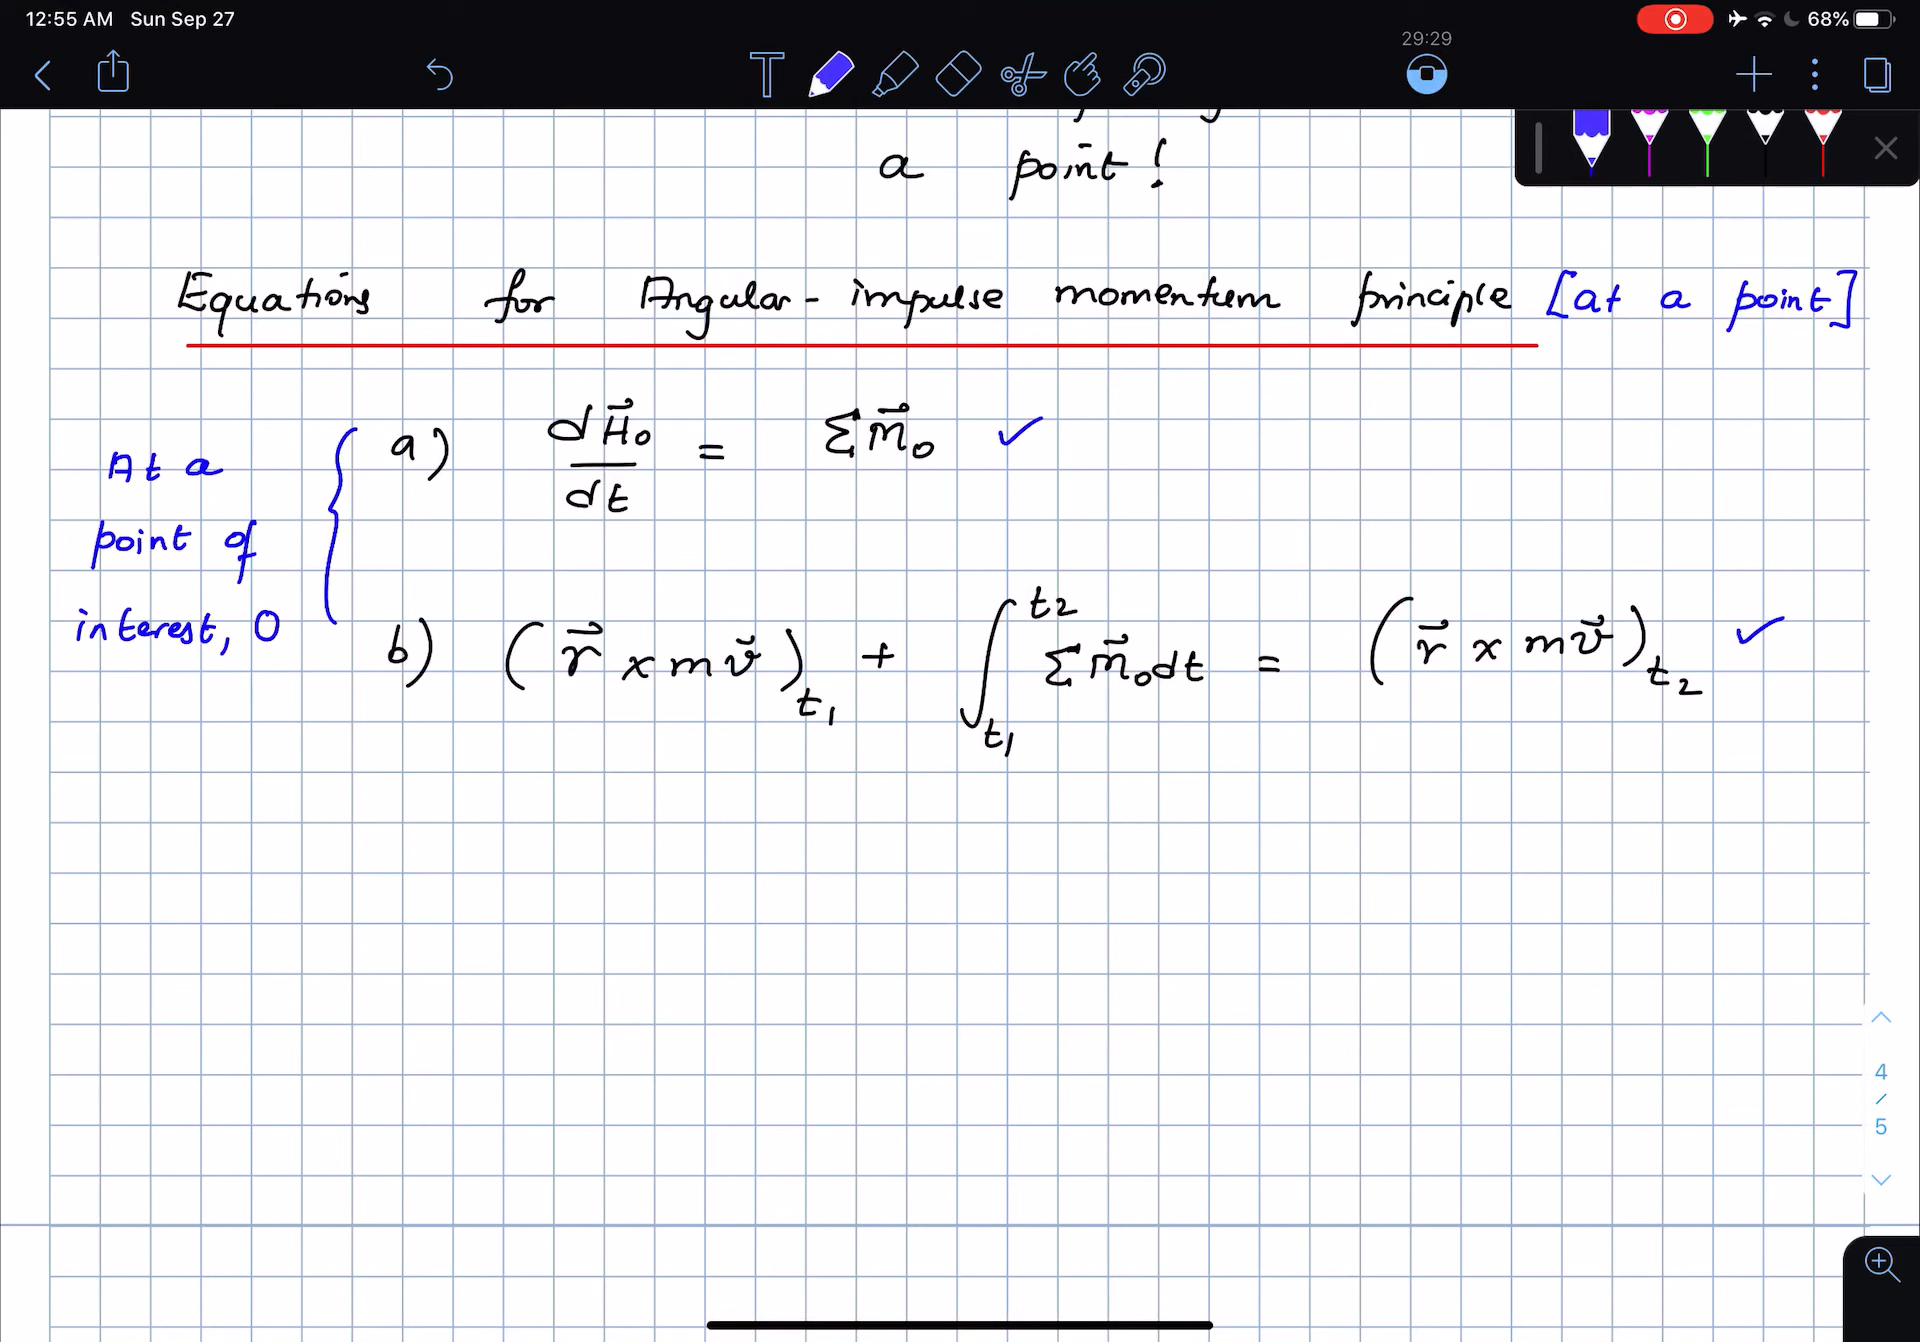 12:55 AM Sun Sep 27
68%
29:29
a point!
Equations for Angular-impulse momentum principle [at a point]
At a point of interest, O
a) dH⃗o/dt = Σm⃗o ✓
b) (r⃗ x mv⃗)t1 + ∫t1t2 Σm⃗o dt = (r⃗ x mv⃗)t2 ✓
4
/
5